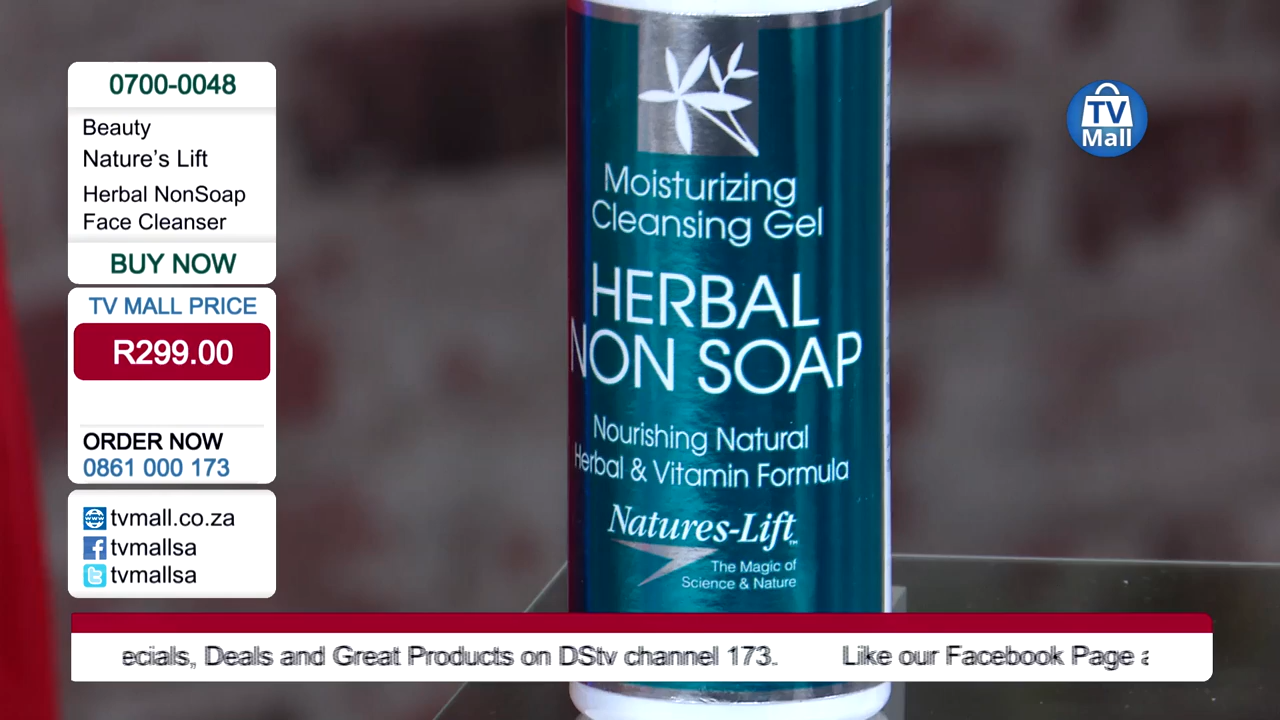 0700-0048
Beauty
Nature’s Lift
Herbal NonSoap
Face Cleanser
BUY NOW
TV MALL PRICE
R299.00
ORDER NOW
0861 000 173
tvmall.co.za
tvmallsa
tvmallsa
Moisturizing
Cleansing Gel
HERBAL
NON SOAP
Nourishing Natural
Herbal & Vitamin Formula
Natures-Lift™
The Magic of
Science & Nature
TV
Mall
ecials, Deals and Great Products on DStv channel 173. Like our Facebook Page a